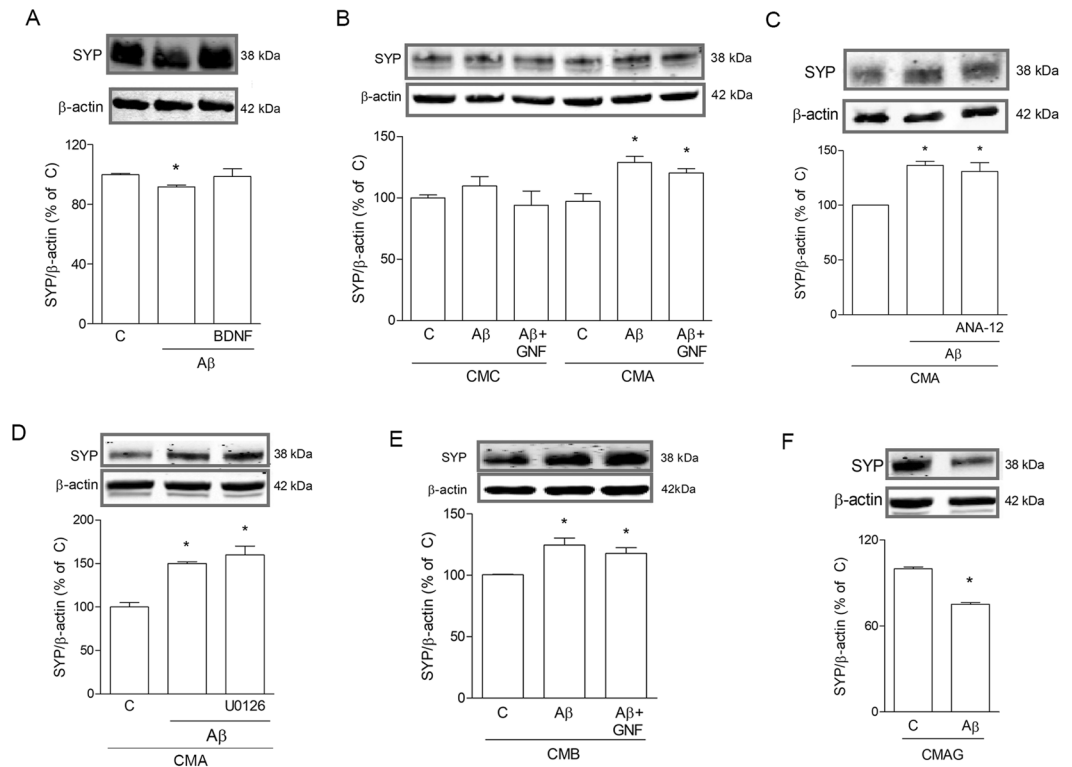 A
SYP
38 kDa
β-actin
42 kDa
SYP/β-actin (% of C)
120
80
40
0
*
C
BDNF
Aβ
B
SYP
38 kDa
β-actin
42 kDa
SYP/β-actin (% of C)
150
100
50
0
* *
C Aβ Aβ+ C Aβ Aβ+
GNF GNF
CMC CMA
C
SYP
38 kDa
β-actin
42 kDa
SYP/β-actin (% of C)
150
100
50
0
* *
ANA-12
Aβ
CMA
D
SYP
38 kDa
β-actin
42 kDa
SYP/β-actin (% of C)
200
150
100
50
0
* *
C
U0126
Aβ
CMA
E
SYP
38 kDa
β-actin
42kDa
SYP/β-actin (% of C)
150
100
50
0
* *
C Aβ Aβ+
GNF
CMB
F
SYP
38 kDa
β-actin
42 kDa
SYP/β-actin (% of C)
120
60
0
*
C Aβ
CMAG